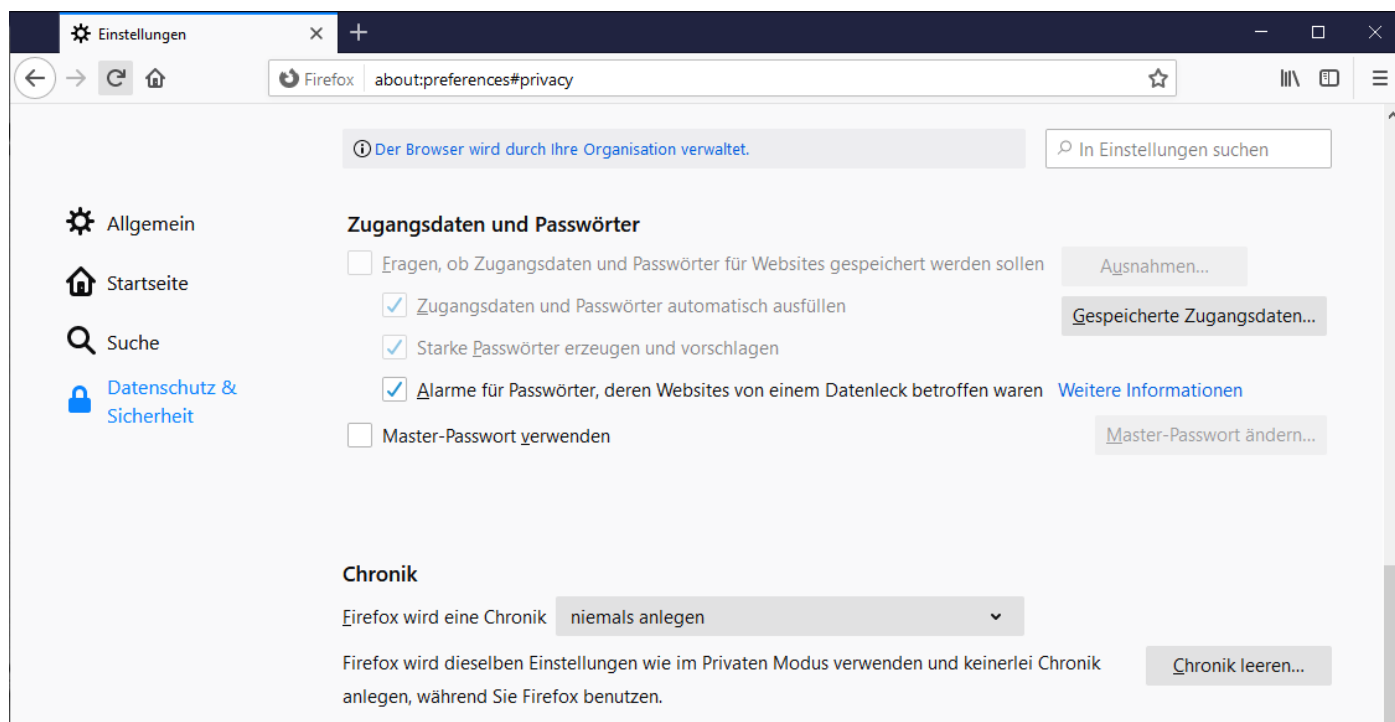 Einstellungen
Firefox about:preferences#privacy
Der Browser wird durch Ihre Organisation verwaltet.
In Einstellungen suchen
Allgemein
Startseite
Suche
Datenschutz &
Sicherheit
Zugangsdaten und Passwörter
Fragen, ob Zugangsdaten und Passwörter für Websites gespeichert werden sollen
Ausnahmen...
Zugangsdaten und Passwörter automatisch ausfüllen
Gespeicherte Zugangsdaten...
Starke Passwörter erzeugen und vorschlagen
Alarme für Passwörter, deren Websites von einem Datenleck betroffen waren Weitere Informationen
Master-Passwort verwenden
Master-Passwort ändern...
Chronik
Firefox wird eine Chronik niemals anlegen
Firefox wird dieselben Einstellungen wie im Privaten Modus verwenden und keinerlei Chronik
anlegen, während Sie Firefox benutzen.
Chronik leeren...